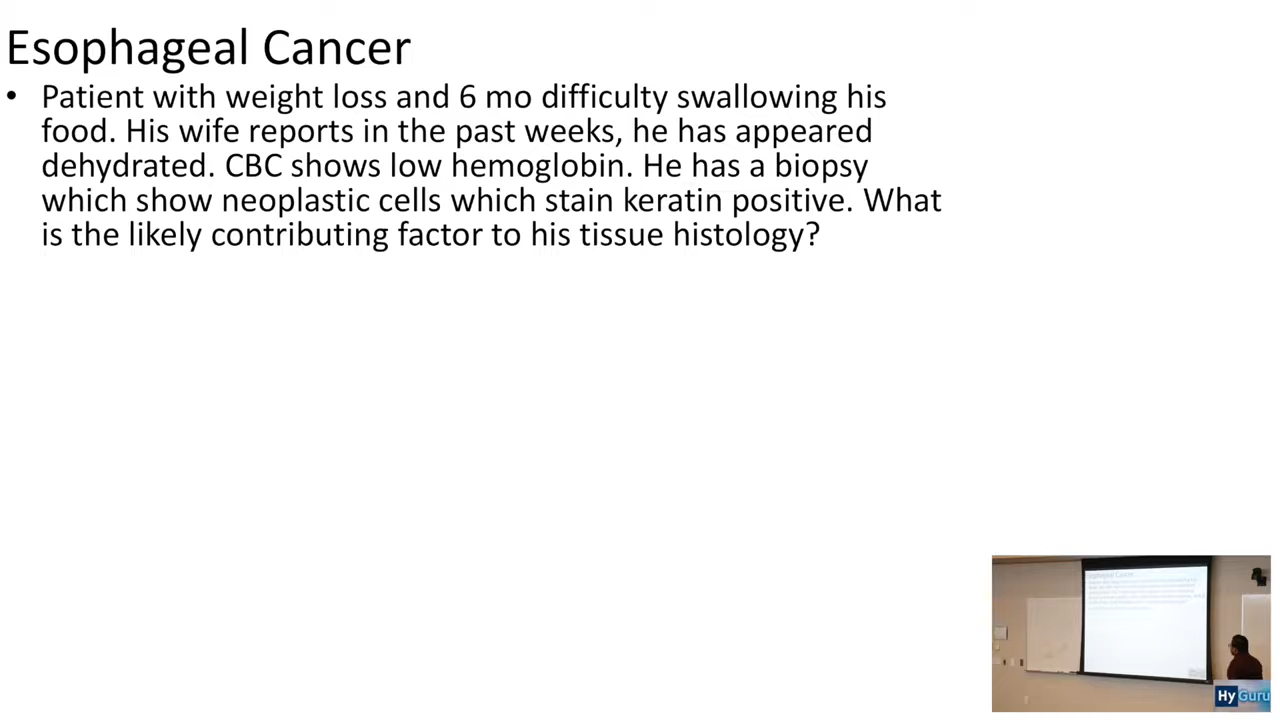 Esophageal Cancer
• Patient with weight loss and 6 mo difficulty swallowing his
food. His wife reports in the past weeks, he has appeared
dehydrated. CBC shows low hemoglobin. He has a biopsy
which show neoplastic cells which stain keratin positive. What
is the likely contributing factor to his tissue histology?
Esophageal Cancer
HyGuru